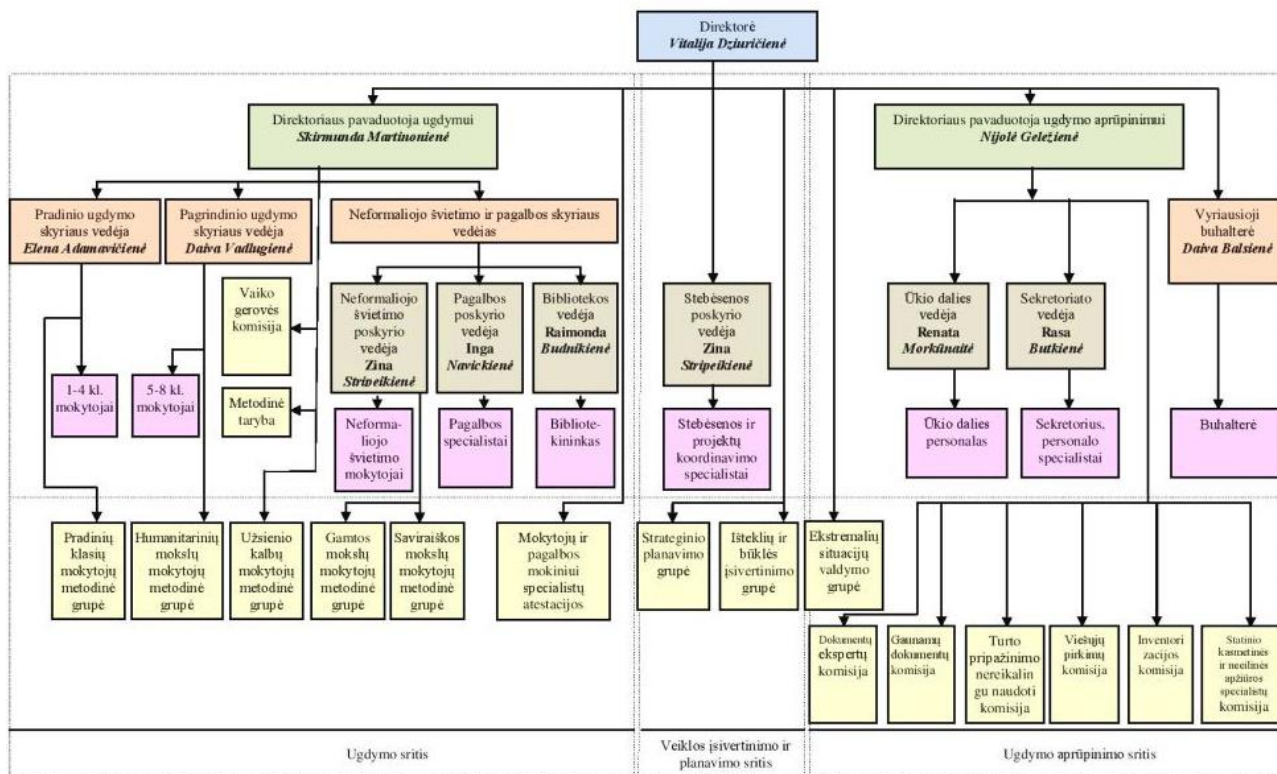 Direktorė
Vitalija Dziuričienė
Direktoriaus pavaduotoja ugdymui
Skirmunda Martinonienė
Direktoriaus pavaduotoja ugdymo aprūpinimui
Nijolė Geležienė
Pradinio ugdymo
skyriaus vedėja
Elena Adamavičienė
Pagrindinio ugdymo
skyriaus vedėja
Daiva Vadlugienė
Neformaliojo švietimo ir pagalbos skyriaus
vedėjas
Vyriausioji
buhalterė
Daiva Balsienė
Vaiko
gerovės
komisija
Neformaliojo
švietimo
poskyrio
vedėja
Zina
Stripeikienė
Pagalbos
poskyrio
vedėja
Inga
Navickienė
Bibliotekos
vedėja
Raimonda
Budnikienė
Stebėsenos
poskyrio
vedėja
Zina
Stripeikienė
Ūkio dalies
vedėja
Renata
Morkūnaitė
Sekretoriato
vedėja
Rasa
Butkienė
1-4 kl.
mokytojai
5-8 kl.
mokytojai
Metodinė
taryba
Neforma-
liojo
švietimo
mokytojai
Pagalbos
specialistai
Bibliote-
kininkas
Stebėsenos ir
projektų
koordinavimo
specialistai
Ūkio dalies
personalas
Sekretorius,
personalo
specialistai
Buhalterė
Pradinių
klasių
mokytojų
metodinė
grupė
Humanitarinių
mokslų
mokytojų
metodinė
grupė
Užsienio
kalbų
mokytojų
metodinė
grupė
Gamtos
mokslų
mokytojų
metodinė
grupė
Saviraiškos
mokslų
mokytojų
metodinė
grupė
Mokytojų ir
pagalbos
mokiniui
specialistų
atestacijos
Strateginio
planavimo
grupė
Išteklių ir
būklės
įsivertinimo
grupė
Ekstremalių
situacijų
valdymo
grupė
Dokumentų
ekspertų
komisija
Gaunamų
dokumentų
komisija
Turto
pripažinimo
nereikalin
gu naudoti
komisija
Viešųjų
pirkimų
komisija
Inventori
zacijos
komisija
Statinio
kasmetinės
ir neeilinės
apžiūros
specialistų
komisija
Ugdymo sritis
Veiklos įsivertinimo ir
planavimo sritis
Ugdymo aprūpinimo sritis